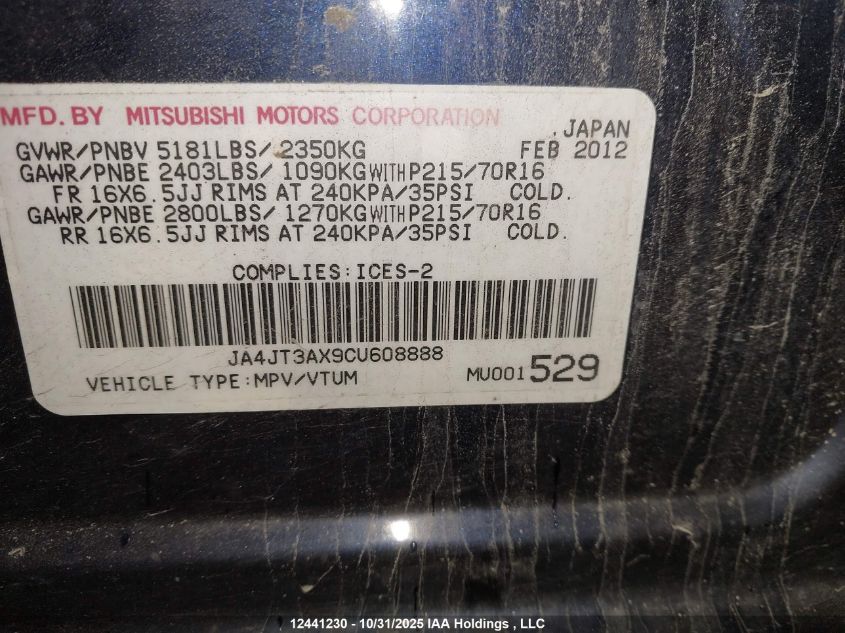 MFD. BY MITSUBISHI MOTORS CORPORATION
JAPAN
GVWR/PNBV 5181LBS/ 2350KG FEB 2012
GAWR/PNBE 2403LBS/ 1090KG WITH P215/70R16
FR 16X6.5JJ RIMS AT 240KPA/35PSI COLD.
GAWR/PNBE 2800LBS/ 1270KG WITH P215/70R16
RR 16X6.5JJ RIMS AT 240KPA/35PSI COLD.
COMPLIES:ICES-2
JA4JT3AX9CU608888
VEHICLE TYPE:MPV/VTUM MU001529
12441230 - 10/31/2025 IAA Holdings , LLC